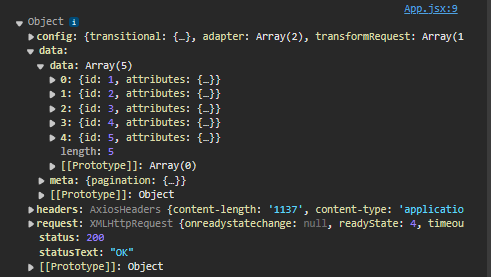 App.jsx:9
Object i
config: {transitional: {…}, adapter: Array(2), transformRequest: Array(1
data:
data: Array(5)
0: {id: 1, attributes: {…}}
1: {id: 2, attributes: {…}}
2: {id: 3, attributes: {…}}
3: {id: 4, attributes: {…}}
4: {id: 5, attributes: {…}}
length: 5
[[Prototype]]: Array(0)
meta: {pagination: {…}}
[[Prototype]]: Object
headers: AxiosHeaders {content-length: '1137', content-type: 'applicatio
request: XMLHttpRequest {onreadystatechange: null, readyState: 4, timeou
status: 200
statusText: "OK"
[[Prototype]]: Object